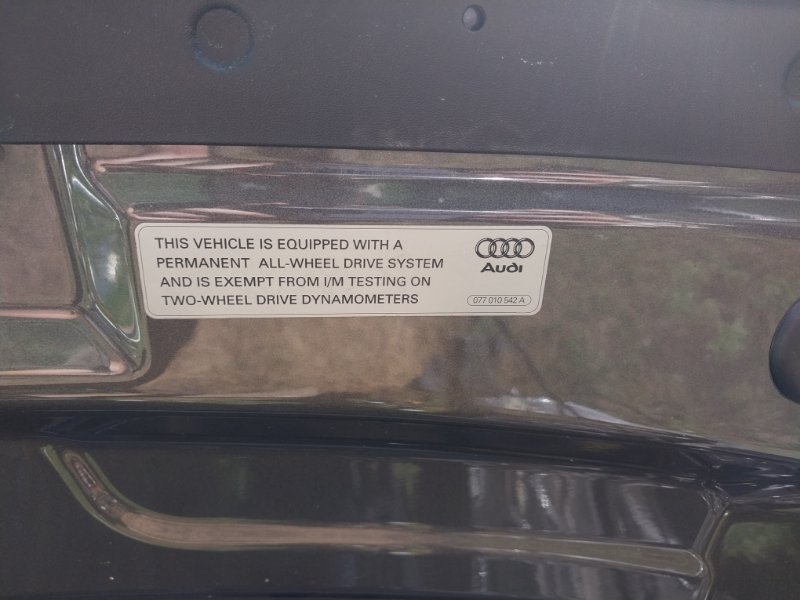 THIS VEHICLE IS EQUIPPED WITH A
PERMANENT ALL-WHEEL DRIVE SYSTEM
AND IS EXEMPT FROM I/M TESTING ON
TWO-WHEEL DRIVE DYNAMOMETERS
Audi
077 010 542 A